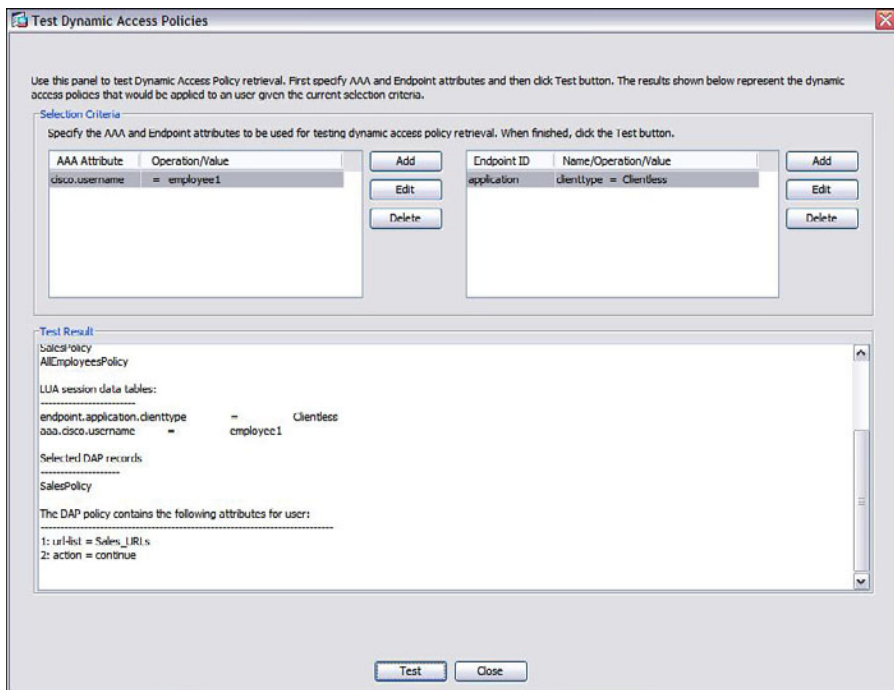 Test Dynamic Access Policies
Use this panel to test Dynamic Access Policy retrieval. First specify AAA and Endpoint attributes and then click Test button. The results shown below represent the dynamic
access policies that would be applied to an user given the current selection criteria.
Selection Criteria
Specify the AAA and Endpoint attributes to be used for testing dynamic access policy retrieval. When finished, click the Test button.
AAA Attribute Operation/Value Add Endpoint ID Name/Operation/Value Add
cisco.username = employee1 application clienttype = Clientless
Edit Edit
Delete Delete
Test Result
SalesPolicy
AllEmployeesPolicy
LUA session data tables:
------------------------
endpoint.application.clienttype = Clientless
aaa.cisco.username = employee1
Selected DAP records
--------------------
SalesPolicy
The DAP policy contains the following attributes for user:
--------------------------------------------------------------------------
1: url-list = Sales_URLs
2: action = continue
Test Close